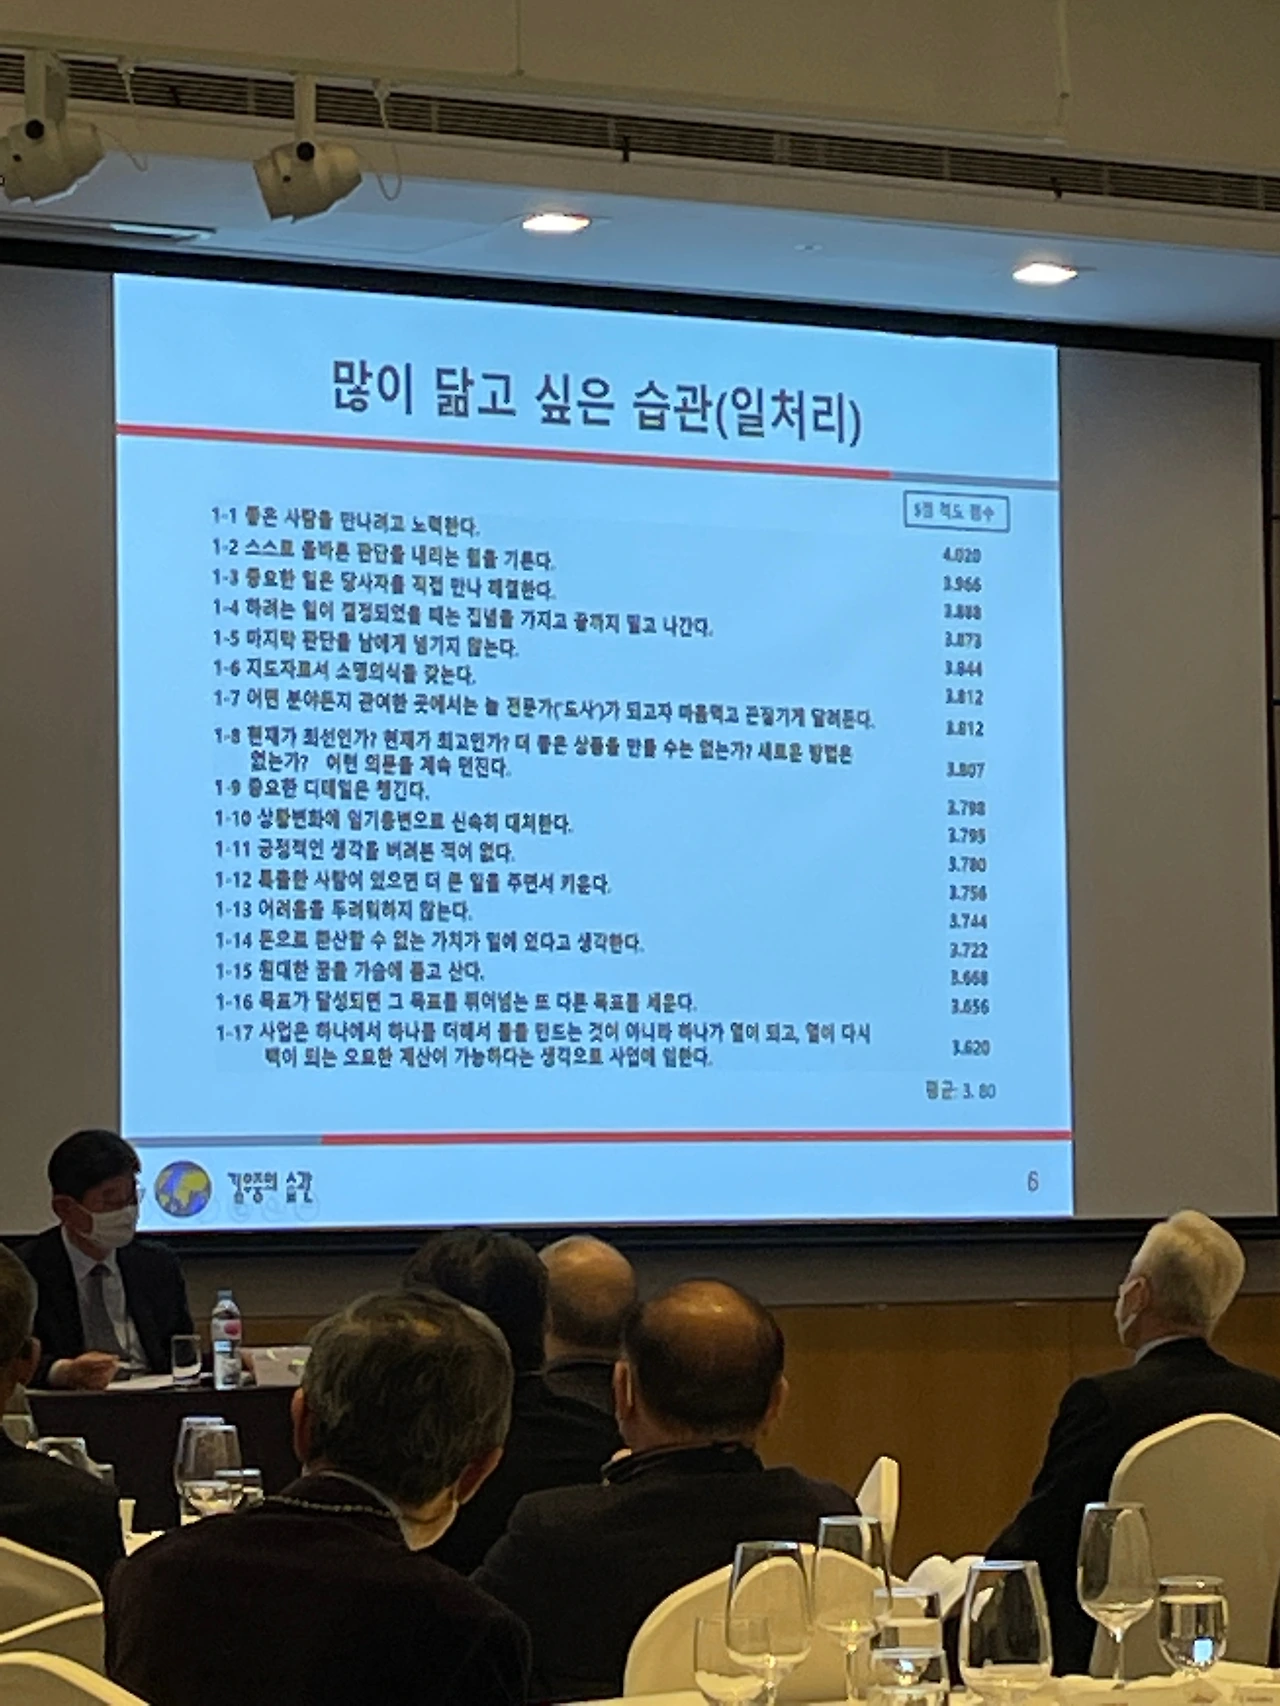 많이 닮고 싶은 습관(일처리)
5점 척도 점수
1-1 좋은 사람을 만나려고 노력한다. 4.020
1-2 스스로 올바른 판단을 내리는 힘을 기른다. 3.966
1-3 중요한 일은 당사자를 직접 만나 해결한다. 3.888
1-4 하려는 일이 결정되었을 때는 집념을 가지고 끝까지 밀고 나간다. 3.873
1-5 마지막 판단을 남에게 넘기지 않는다. 3.844
1-6 지도자로서 소명의식을 갖는다. 3.812
1-7 어떤 분야든지 관여한 곳에서는 늘 전문가('도사')가 되고자 마음먹고 끈질기게 달려든다. 3.812
1-8 현재가 최선인가? 현재가 최고인가? 더 좋은 상품을 만들 수는 없는가? 새로운 방법은
없는가? 이런 의문을 계속 던진다. 3.807
1-9 중요한 디테일은 챙긴다. 3.798
1-10 상황변화에 임기응변으로 신속히 대처한다. 3.795
1-11 긍정적인 생각을 버려본 적이 없다. 3.780
1-12 특출한 사람이 있으면 더 큰 일을 주면서 키운다. 3.756
1-13 어려움을 두려워하지 않는다. 3.744
1-14 돈으로 환산할 수 없는 가치가 일에 있다고 생각한다. 3.722
1-15 원대한 꿈을 가슴에 품고 산다. 3.668
1-16 목표가 달성되면 그 목표를 뛰어넘는 또 다른 목표를 세운다. 3.656
1-17 사업은 하나에서 하나를 더해서 둘을 만드는 것이 아니라 하나가 열이 되고, 열이 다시
백이 되는 오묘한 계산이 가능하다는 생각으로 사업에 임한다. 3.620
평균: 3. 80
김우중의 습관
6